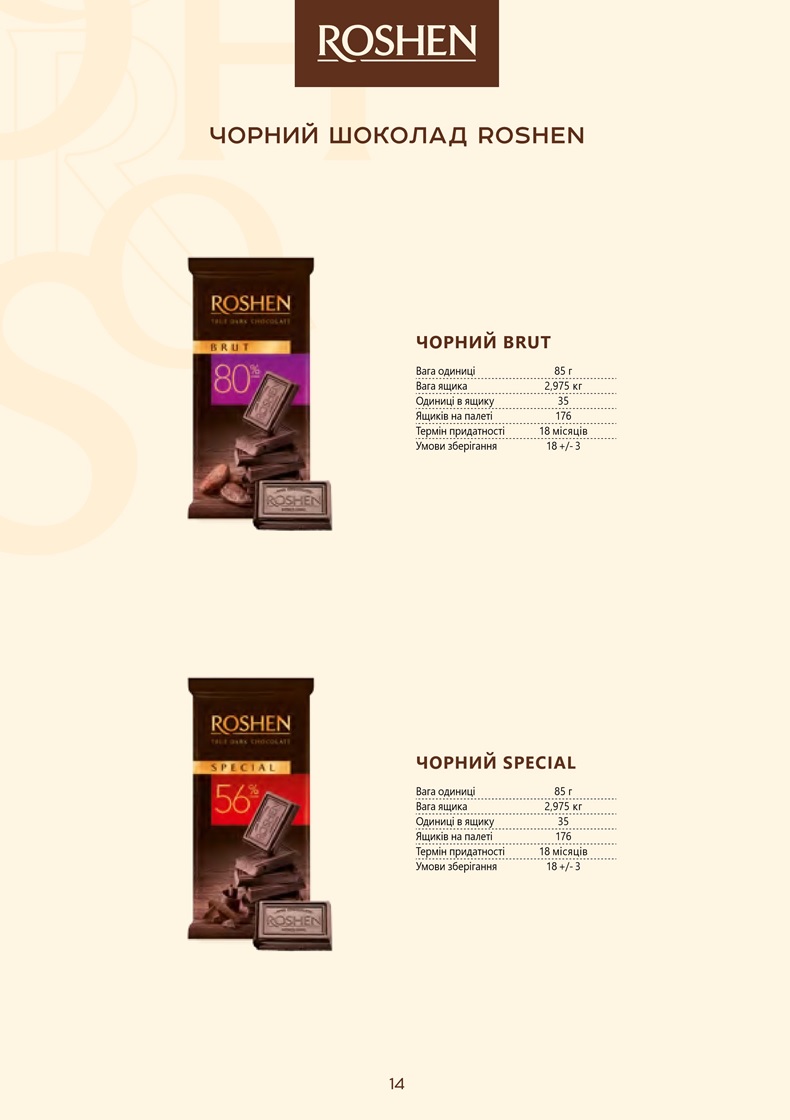 ROSHEN
ЧОРНИЙ ШОКОЛАД ROSHEN
ROSHEN
TRUE DARK CHOCOLATE
BRUT
80%
ROSHEN
ROSHEN
ЧОРНИЙ BRUT
Вага одиниці 85 г
Вага ящика 2,975 кг
Одиниці в ящику 35
Ящиків на палеті 176
Термін придатності 18 місяців
Умови зберігання 18 +/- 3
ROSHEN
TRUE DARK CHOCOLATE
SPECIAL
56%
ROSHEN
ROSHEN
ЧОРНИЙ SPECIAL
Вага одиниці 85 г
Вага ящика 2,975 кг
Одиниці в ящику 35
Ящиків на палеті 176
Термін придатності 18 місяців
Умови зберігання 18 +/- 3
14